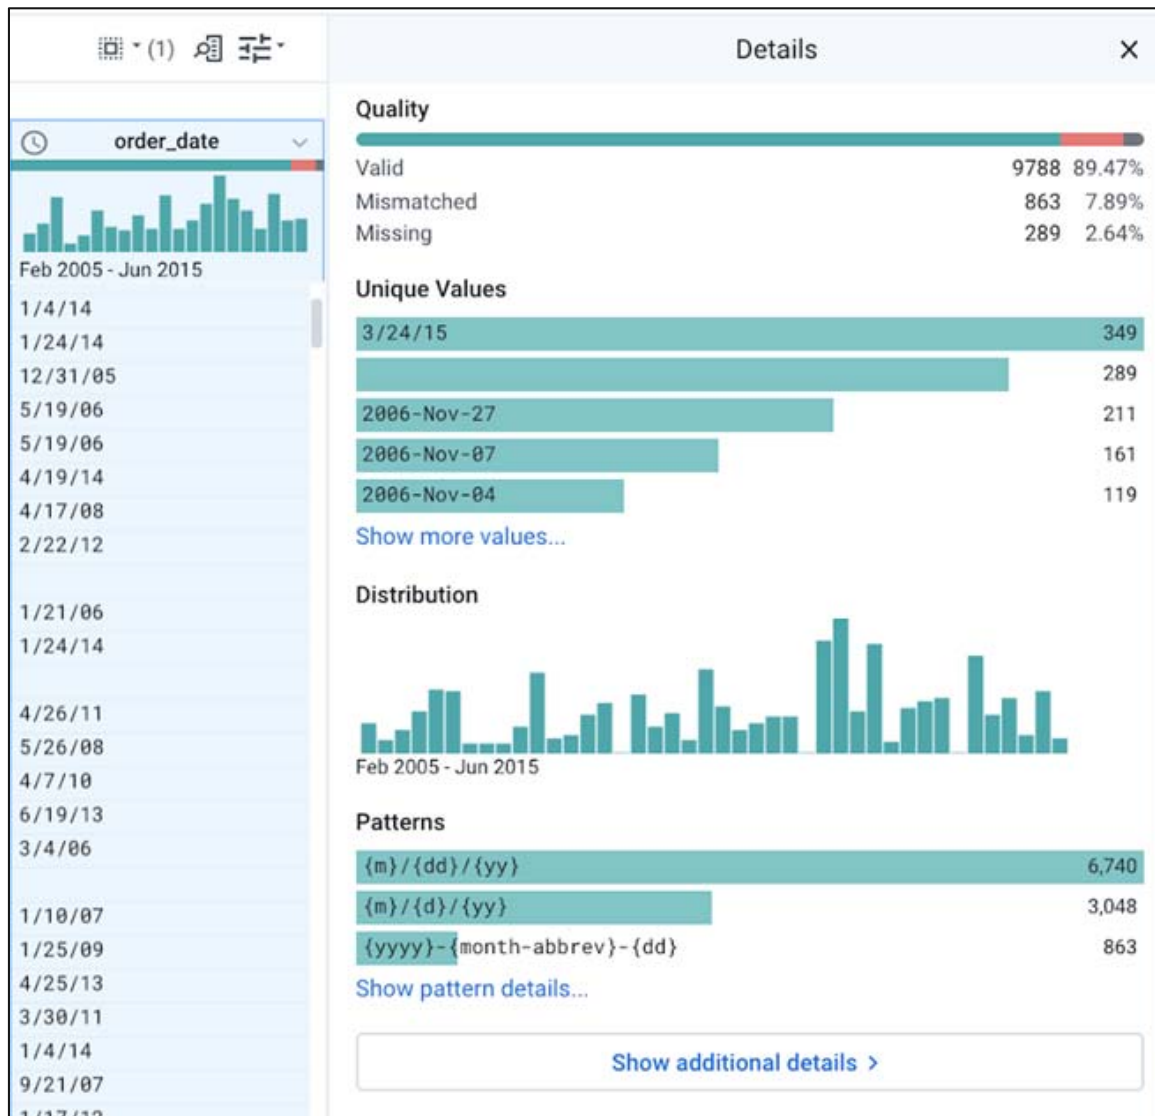 (1)
Details
order_date
Feb 2005 - Jun 2015
1/4/14
1/24/14
12/31/05
5/19/06
5/19/06
4/19/14
4/17/08
2/22/12
1/21/06
1/24/14
4/26/11
5/26/08
4/7/10
6/19/13
3/4/06
1/10/07
1/25/09
4/25/13
3/30/11
1/4/14
9/21/07
Quality
Valid 9788 89.47%
Mismatched 863 7.89%
Missing 289 2.64%
Unique Values
3/24/15 349
289
2006-Nov-27 211
2006-Nov-07 161
2006-Nov-04 119
Show more values...
Distribution
Feb 2005 - Jun 2015
Patterns
{m}/{dd}/{yy} 6,740
{m}/{d}/{yy} 3,048
{yyyy}-{month-abbrev}-{dd} 863
Show pattern details...
Show additional details >